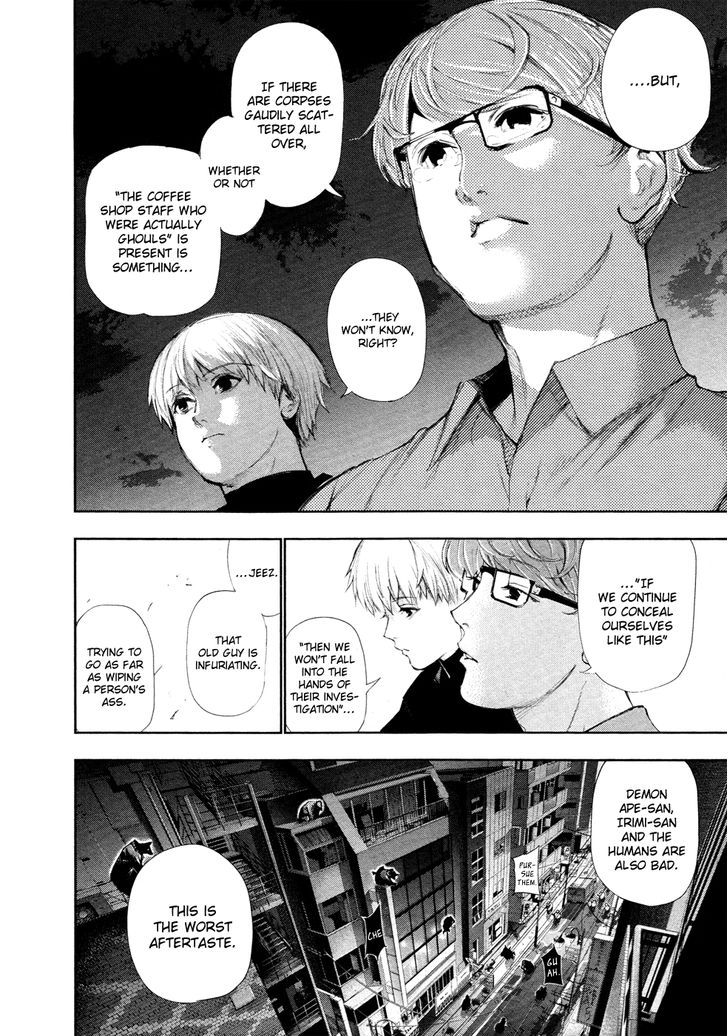 ....BUT,
IF THERE
ARE CORPSES
GAUDILY SCAT-
TERED ALL
OVER,
WHETHER
OR NOT
"THE COFFEE
SHOP STAFF WHO
WERE ACTUALLY
GHOULS" IS
PRESENT IS
SOMETHING...
...THEY
WON'T KNOW,
RIGHT?
..."IF
WE CONTINUE
TO CONCEAL
OURSELVES
LIKE THIS"
"THEN WE
WON'T FALL
INTO THE
HANDS OF
THEIR INVES-
TIGATION"...
...JEEZ.
THAT
OLD GUY IS
INFURIATING.
TRYING TO
GO AS FAR
AS WIPING
A PERSON'S
ASS.
DEMON
APE-SAN,
IRIMI-SAN
AND THE
HUMANS ARE
ALSO BAD.
PUR-
SUE
THEM.
GU
AH.
CHE
THIS IS
THE WORST
AFTERTASTE.